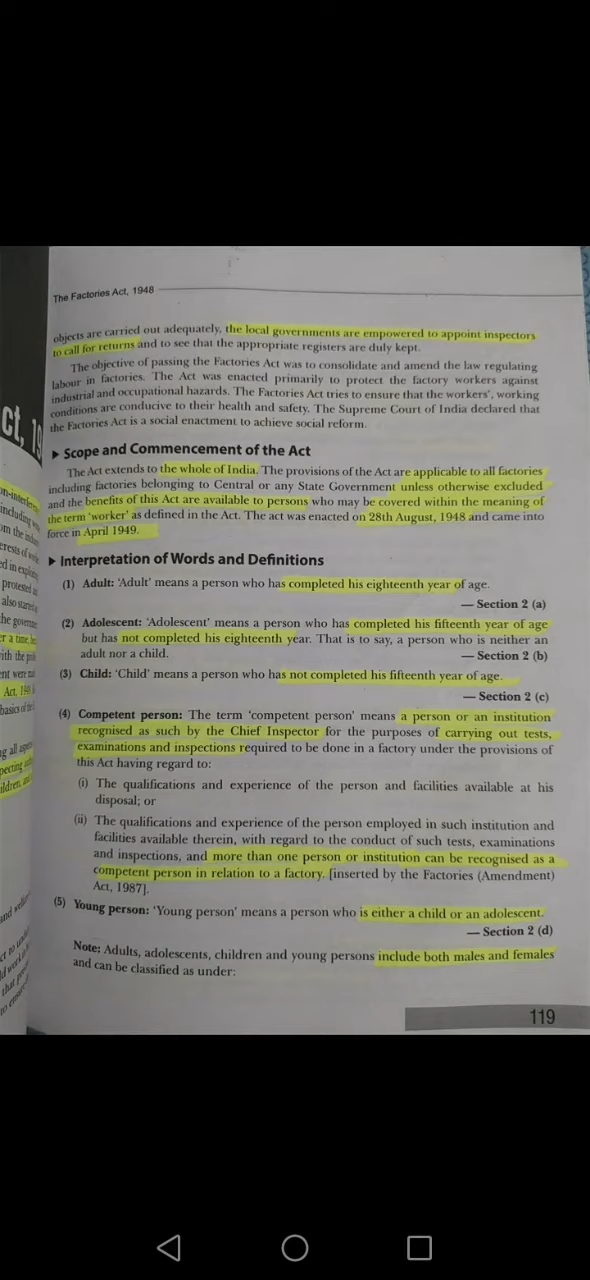 The Factories Act, 1948
objects are carried out adequately, the local governments are empowered to appoint inspectors
to call for returns and to see that the appropriate registers are duly kept.
The objective of passing the Factories Act was to consolidate and amend the law regulating
labour in factories. The Act was enacted primarily to protect the factory workers against
industrial and occupational hazards. The Factories Act tries to ensure that the workers', working
conditions are conducive to their health and safety. The Supreme Court of India declared that
the Factories Act is a social enactment to achieve social reform.
▶ Scope and Commencement of the Act
The Act extends to the whole of India. The provisions of the Act are applicable to all factories
including factories belonging to Central or any State Government unless otherwise excluded
and the benefits of this Act are available to persons who may be covered within the meaning of
the term 'worker' as defined in the Act. The act was enacted on 28th August, 1948 and came into
force in April 1949.
▶ Interpretation of Words and Definitions
(1) Adult: 'Adult' means a person who has completed his eighteenth year of age.
— Section 2 (a)
(2) Adolescent: 'Adolescent' means a person who has completed his fifteenth year of age
but has not completed his eighteenth year. That is to say, a person who is neither an
adult nor a child. — Section 2 (b)
(3) Child: 'Child' means a person who has not completed his fifteenth year of age.
— Section 2 (c)
(4) Competent person: The term 'competent person' means a person or an institution
recognised as such by the Chief Inspector for the purposes of carrying out tests,
examinations and inspections required to be done in a factory under the provisions of
this Act having regard to:
(i) The qualifications and experience of the person and facilities available at his
disposal; or
(ii) The qualifications and experience of the person employed in such institution and
facilities available therein, with regard to the conduct of such tests, examinations
and inspections, and more than one person or institution can be recognised as a
competent person in relation to a factory. [inserted by the Factories (Amendment)
Act, 1987].
(5) Young person: 'Young person' means a person who is either a child or an adolescent.
— Section 2 (d)
Note: Adults, adolescents, children and young persons include both males and females
and can be classified as under:
119